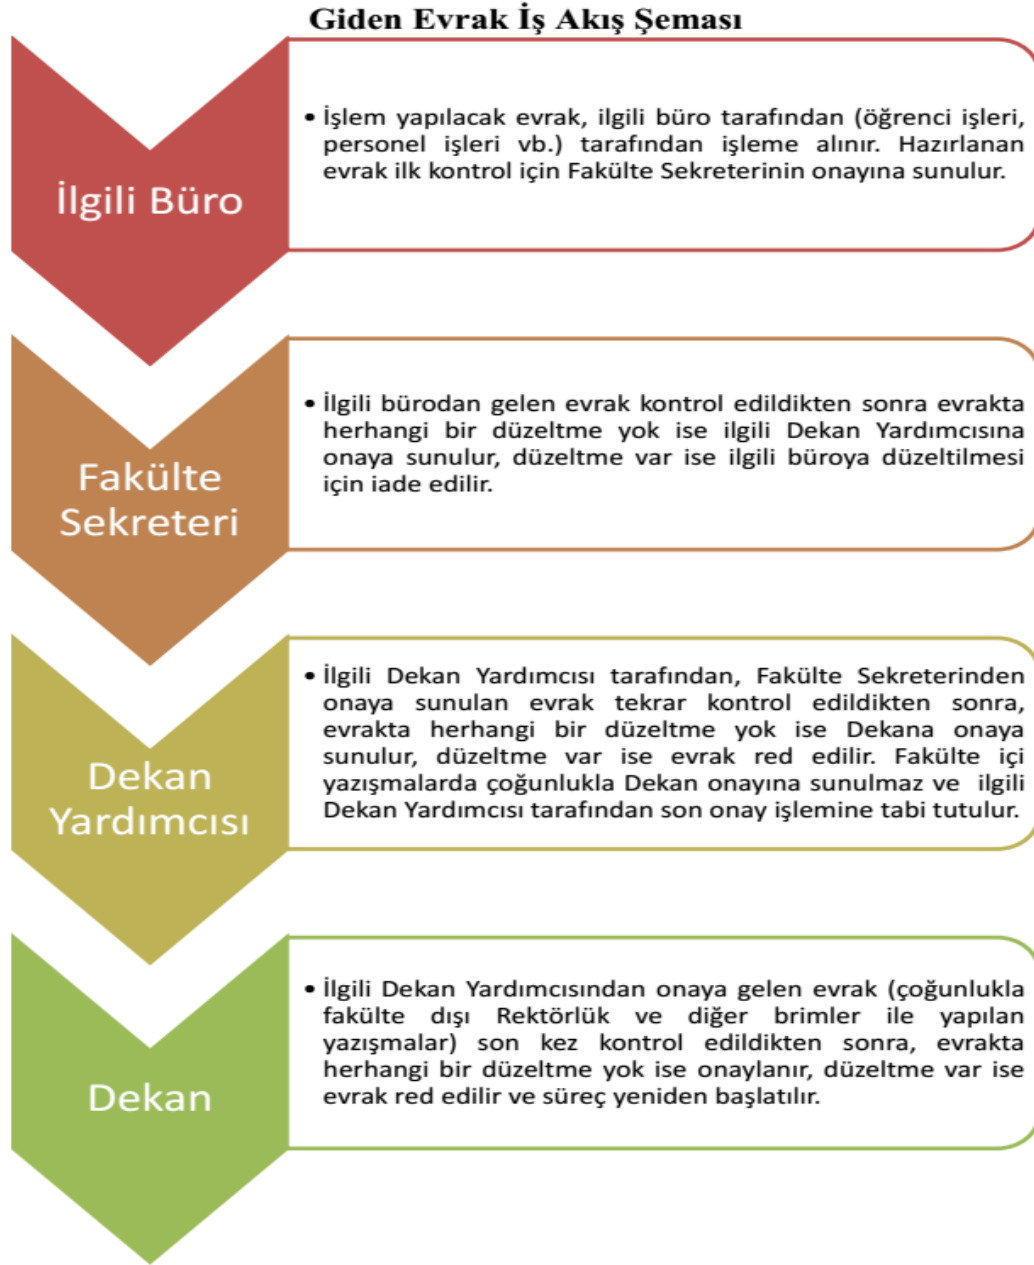 Giden Evrak İş Akış Şeması
İlgili Büro
• İşlem yapılacak evrak, ilgili büro tarafından (öğrenci işleri,
personel işleri vb.) tarafından işleme alınır. Hazırlanan
evrak ilk kontrol için Fakülte Sekreterinin onayına sunulur.
Fakülte
Sekreteri
• İlgili bürodan gelen evrak kontrol edildikten sonra evrakta
herhangi bir düzeltme yok ise ilgili Dekan Yardımcısına
onaya sunulur, düzeltme var ise ilgili büroya düzeltilmesi
için iade edilir.
Dekan
Yardımcısı
• İlgili Dekan Yardımcısı tarafından, Fakülte Sekreterinden
onaya sunulan evrak tekrar kontrol edildikten sonra,
evrakta herhangi bir düzeltme yok ise Dekana onaya
sunulur, düzeltme var ise evrak red edilir. Fakülte içi
yazışmalarda çoğunlukla Dekan onayına sunulmaz ve ilgili
Dekan Yardımcısı tarafından son onay işlemine tabi tutulur.
Dekan
• İlgili Dekan Yardımcısından onaya gelen evrak (çoğunlukla
fakülte dışı Rektörlük ve diğer brimler ile yapılan
yazışmalar) son kez kontrol edildikten sonra, evrakta
herhangi bir düzeltme yok ise onaylanır, düzeltme var ise
evrak red edilir ve süreç yeniden başlatılır.